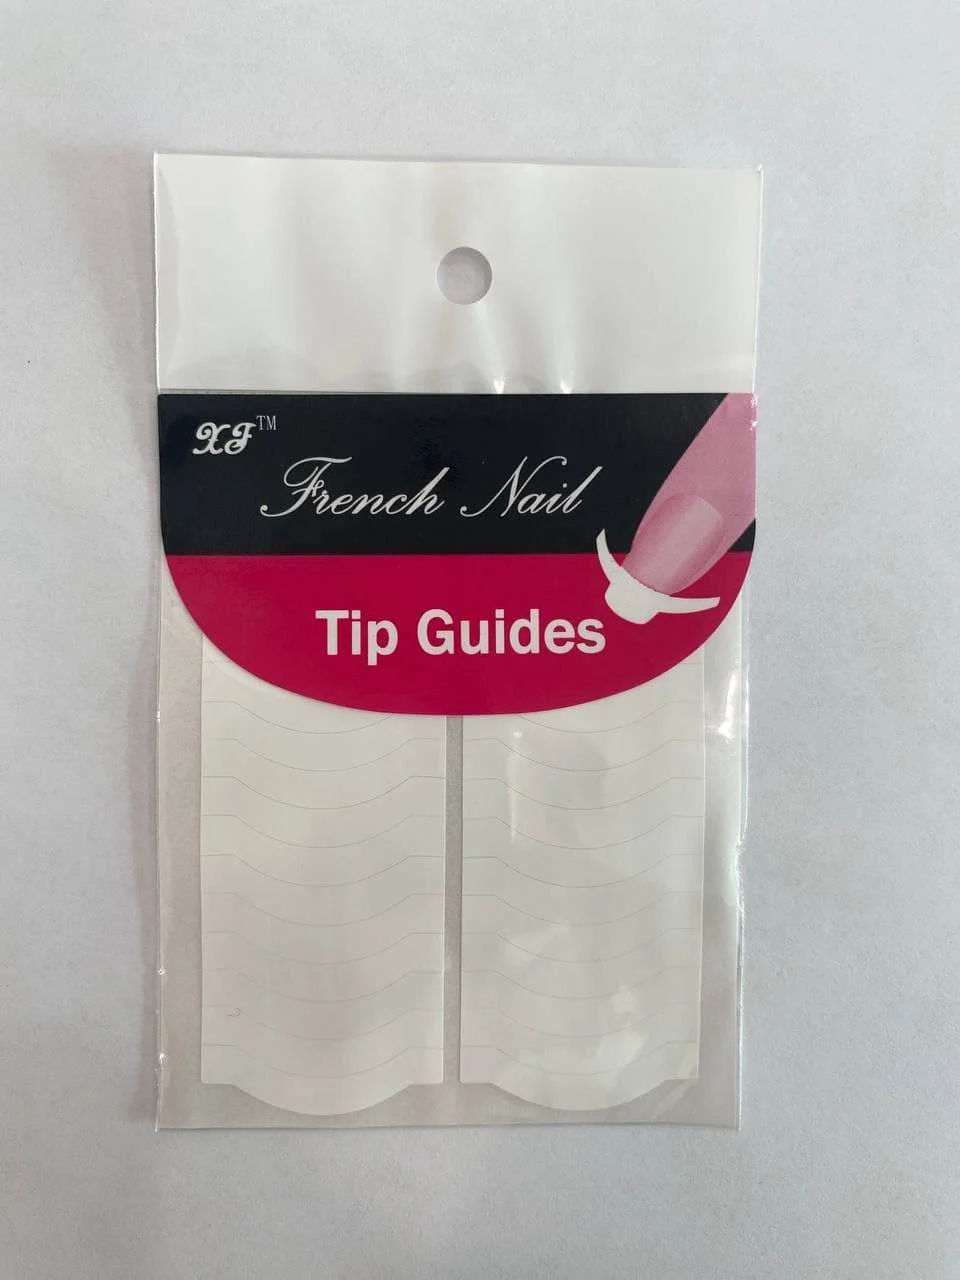 XF™
French Nail
Tip Guides